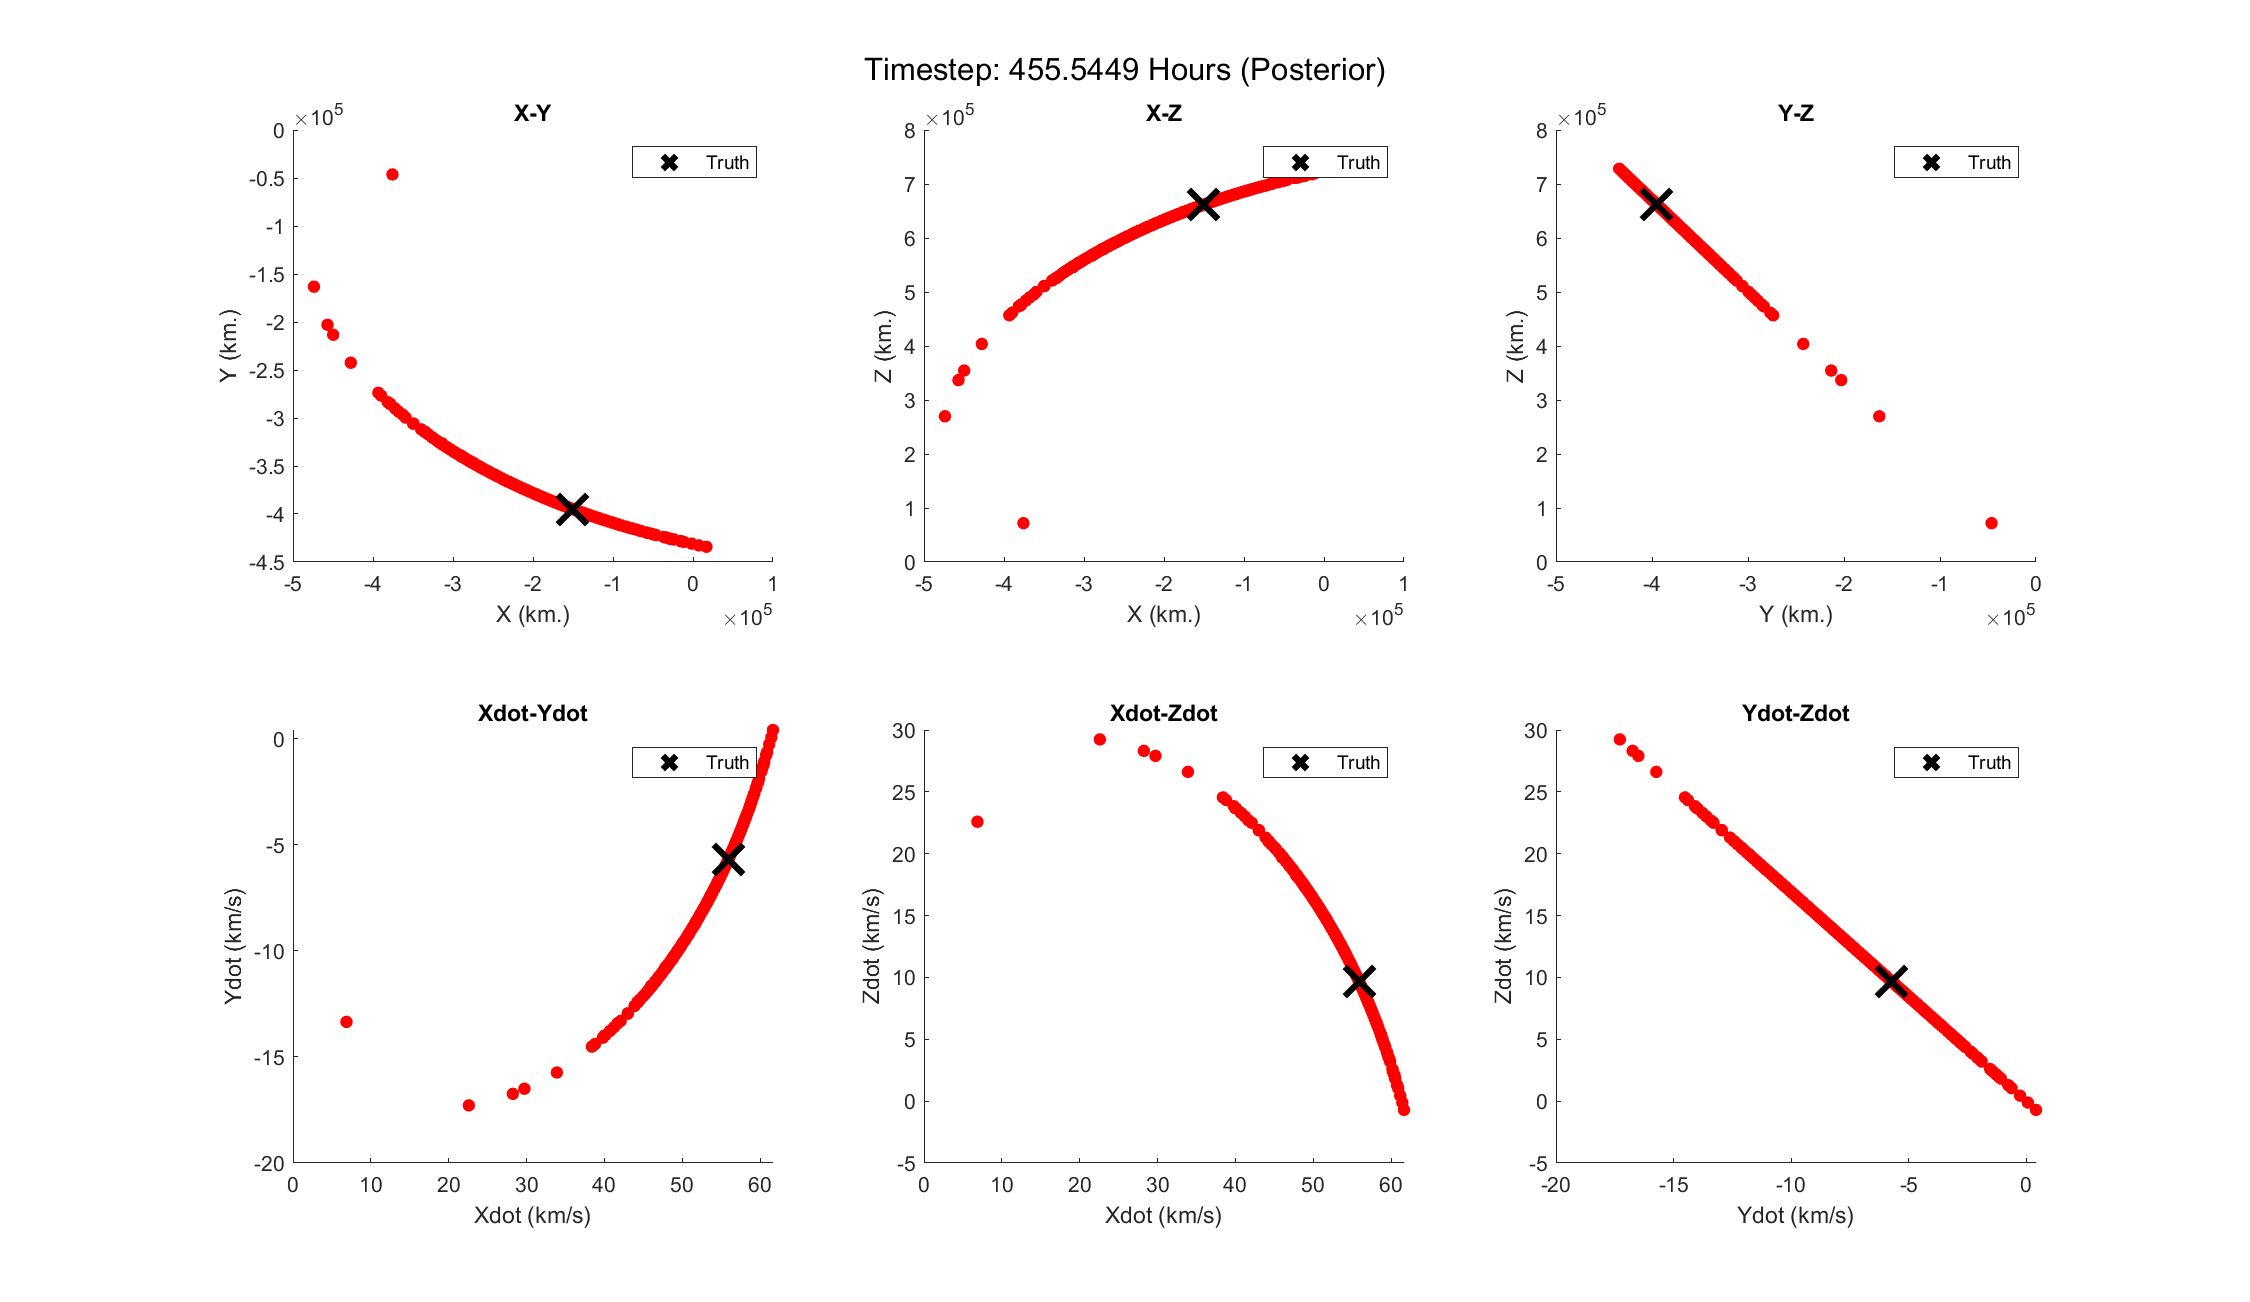 Timestep: 455.5449 Hours (Posterior)
X-Y
×10^5
Truth
0
-0.5
-1
-1.5
-2
-2.5
-3
-3.5
-4
-4.5
Y (km.)
-5 -4 -3 -2 -1 0 1
X (km.)
×10^5
X-Z
×10^5
Truth
8
7
6
5
4
3
2
1
0
Z (km.)
-5 -4 -3 -2 -1 0 1
X (km.)
×10^5
Y-Z
×10^5
Truth
8
7
6
5
4
3
2
1
0
Z (km.)
-5 -4 -3 -2 -1 0
Y (km.)
×10^5
Xdot-Ydot
Truth
0
-5
-10
-15
-20
Ydot (km/s)
0 10 20 30 40 50 60
Xdot (km/s)
Xdot-Zdot
Truth
30
25
20
15
10
5
0
-5
Zdot (km/s)
0 10 20 30 40 50 60
Xdot (km/s)
Ydot-Zdot
Truth
30
25
20
15
10
5
0
-5
Zdot (km/s)
-20 -15 -10 -5 0
Ydot (km/s)